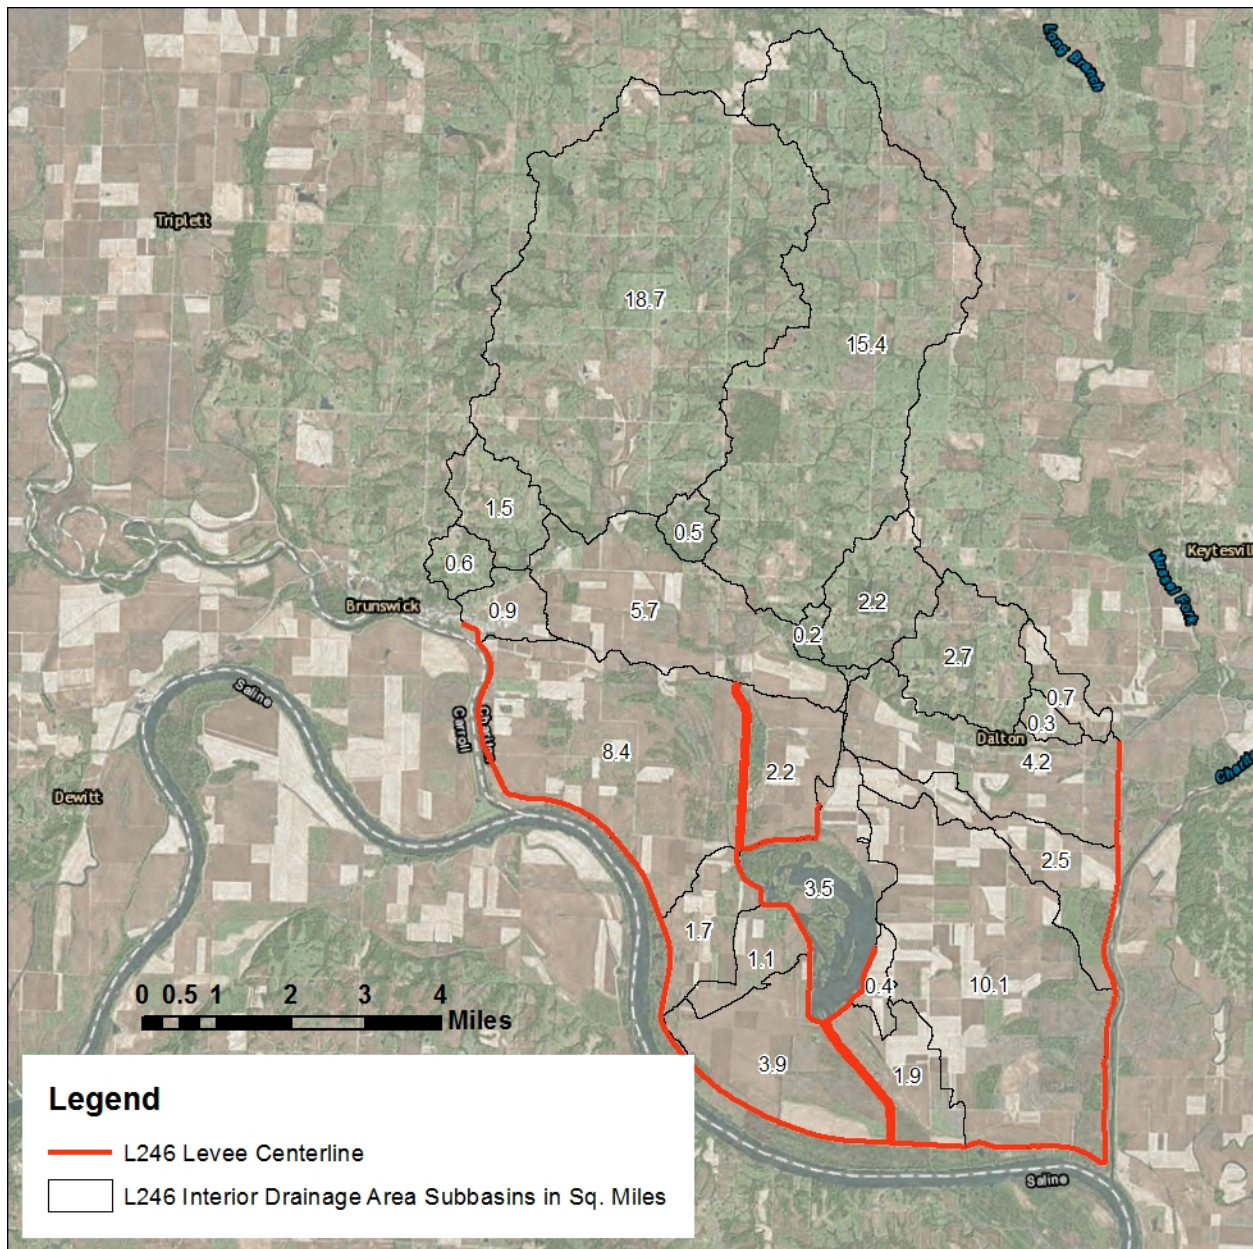 Long Branch
Triplett
18.7
15.4
1.5
0.5
0.6
Keytesvill
Mussel Fork
Brunswick
0.9
5.7
2.2
0.2
2.7
0.7
0.3
Dalton
4.2
Saline
Chariton
Carroll
8.4
2.2
Dewitt
Charito
2.5
3.5
1.7
1.1
0.4
10.1
0 0.5 1 2 3 4
Miles
3.9
1.9
Saline
Legend
L246 Levee Centerline
L246 Interior Drainage Area Subbasins in Sq. Miles